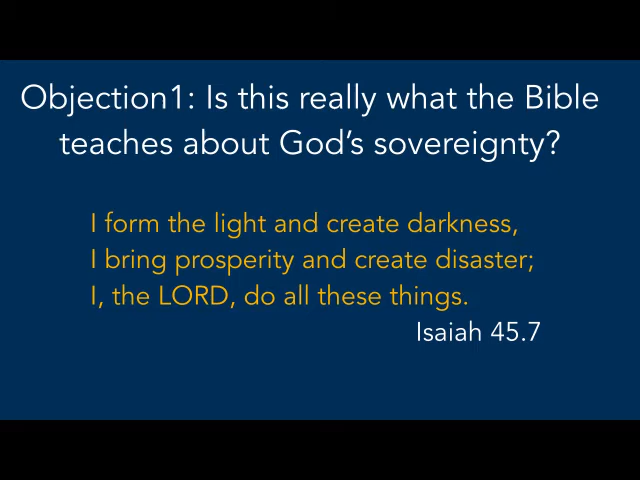 Objection1: Is this really what the Bible
teaches about God’s sovereignty?
I form the light and create darkness,
I bring prosperity and create disaster;
I, the LORD, do all these things.
Isaiah 45.7